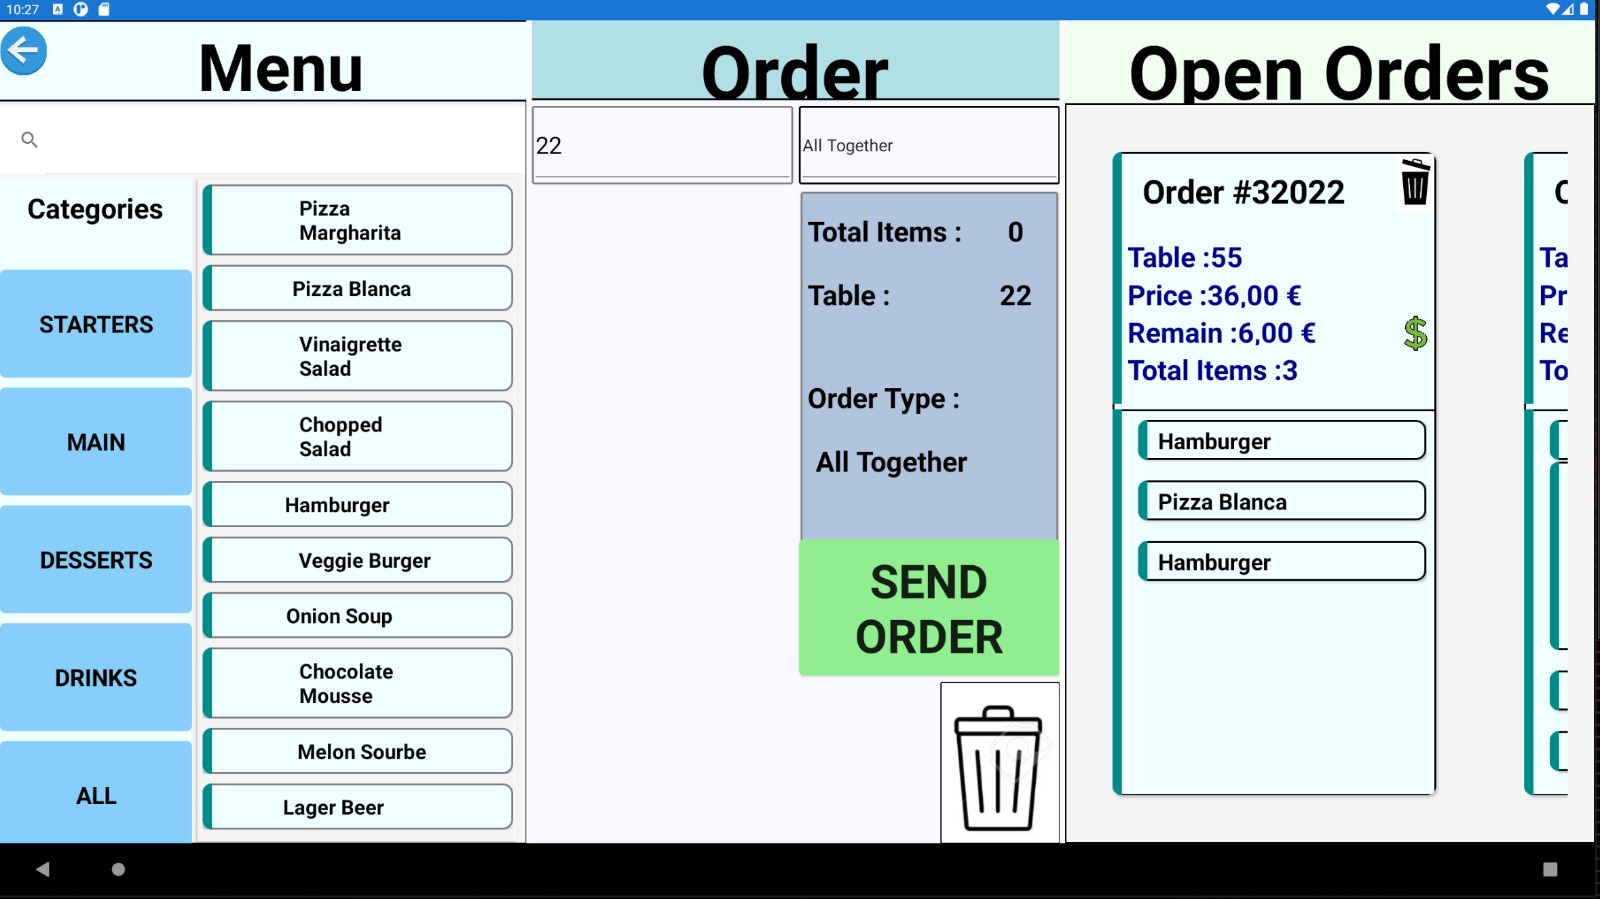 10:27
Menu
Categories
STARTERS
MAIN
DESSERTS
DRINKS
ALL
Pizza
Margharita
Pizza Blanca
Vinaigrette
Salad
Chopped
Salad
Hamburger
Veggie Burger
Onion Soup
Chocolate
Mousse
Melon Sourbe
Lager Beer
Order
22
All Together
Total Items : 0
Table : 22
Order Type :
All Together
SEND
ORDER
Open Orders
Order #32022
Table :55
Price :36,00 €
Remain :6,00 €
Total Items :3
Hamburger
Pizza Blanca
Hamburger
Ta
Pr
Re
To